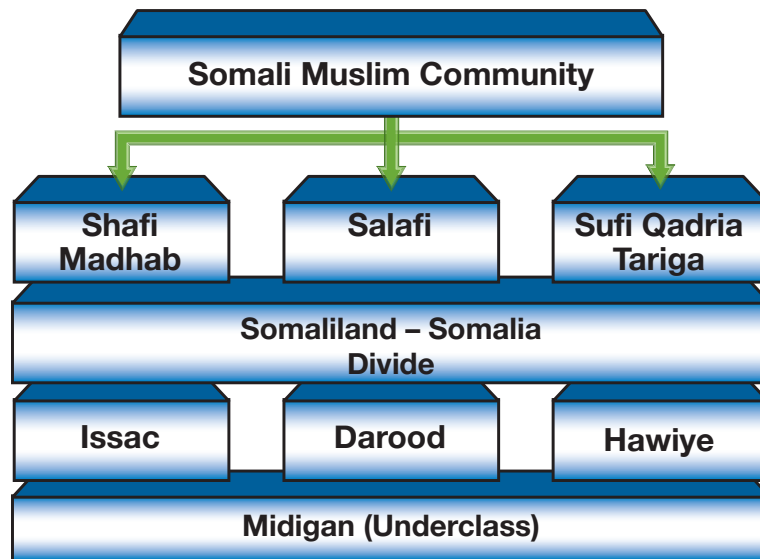 Somali Muslim Community
Shafi
Madhab
Salafi
Sufi Qadria
Tariga
Somaliland – Somalia
Divide
Issac
Darood
Hawiye
Midigan (Underclass)